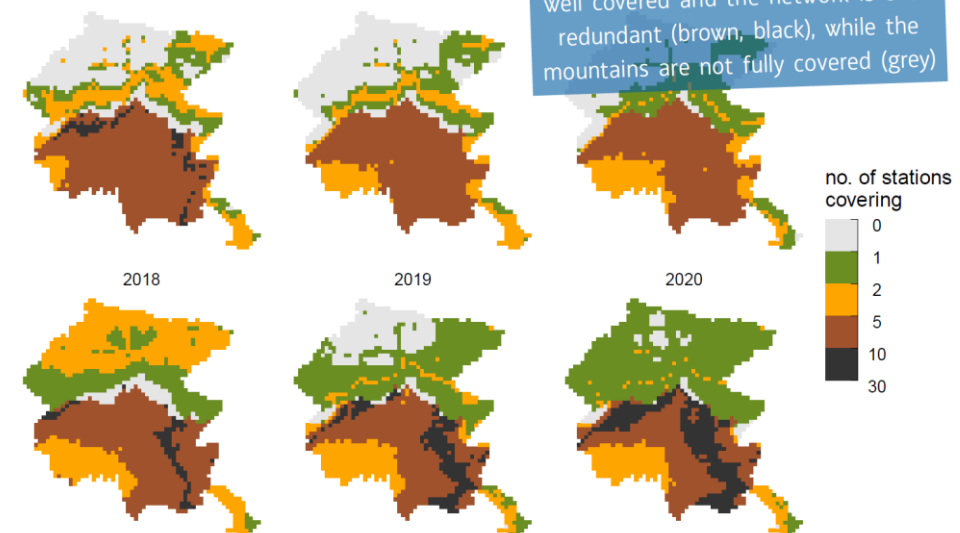 well covered and the network is
redundant (brown, black), while the
mountains are not fully covered (grey)
no. of stations
covering
0
1
2
5
10
30
2018
2019
2020